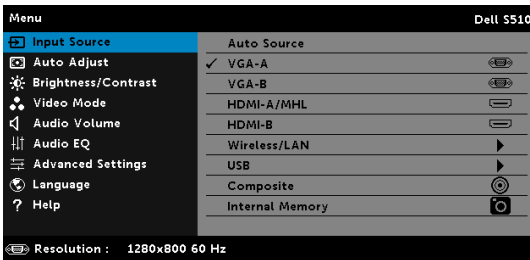 Menu Dell S510
Input Source
Auto Adjust
Brightness/Contrast
Video Mode
Audio Volume
Audio EQ
Advanced Settings
Language
? Help
Auto Source
✓ VGA-A
VGA-B
HDMI-A/MHL
HDMI-B
Wireless/LAN
USB
Composite
Internal Memory
Resolution : 1280x800 60 Hz